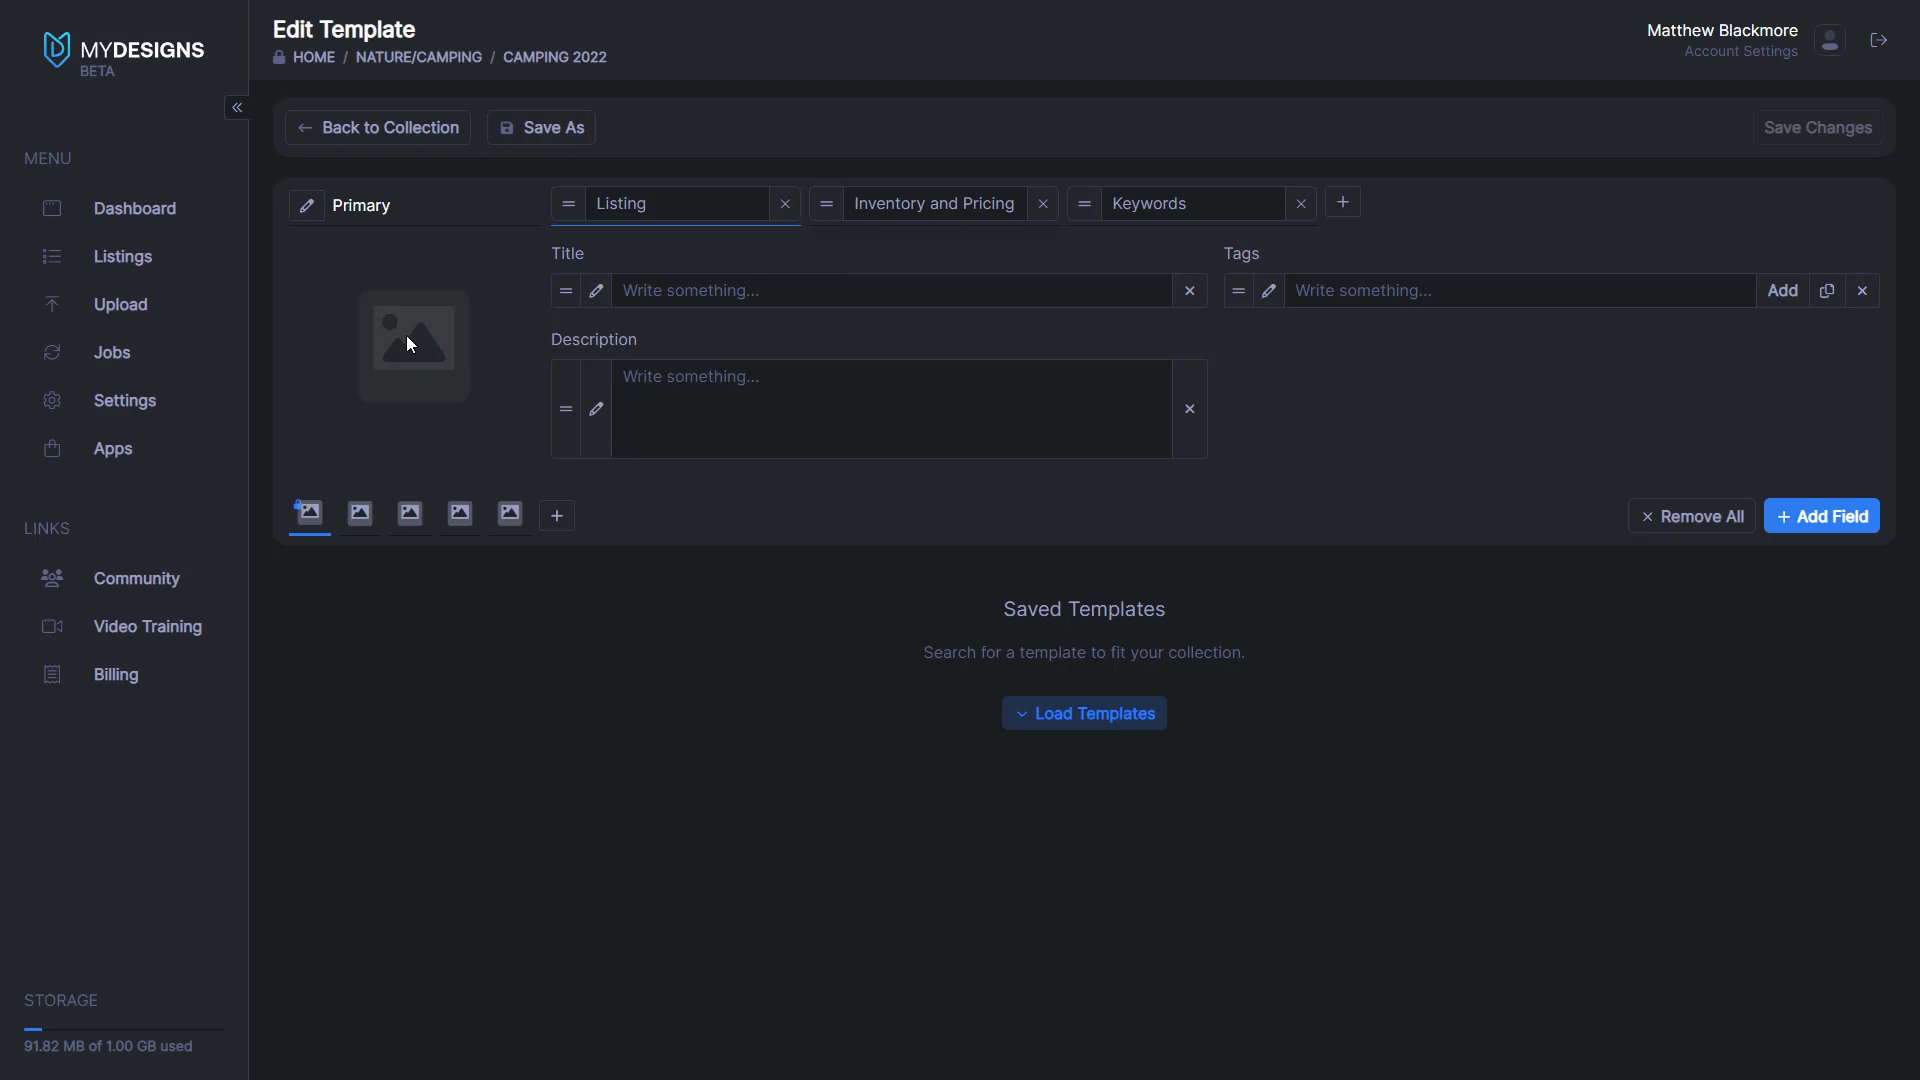 MYDESIGNS
BETA
MENU
Dashboard
Listings
Upload
Jobs
Settings
Apps
LINKS
Community
Video Training
Billing
STORAGE
91.82 MB of 1.00 GB used
Edit Template
HOME / NATURE/CAMPING / CAMPING 2022
Matthew Blackmore
Account Settings
Back to Collection
Save As
Save Changes
Primary
Listing
Inventory and Pricing
Keywords
Title
Write something...
Tags
Write something...
Add
Description
Write something...
Remove All
Add Field
Saved Templates
Search for a template to fit your collection.
Load Templates